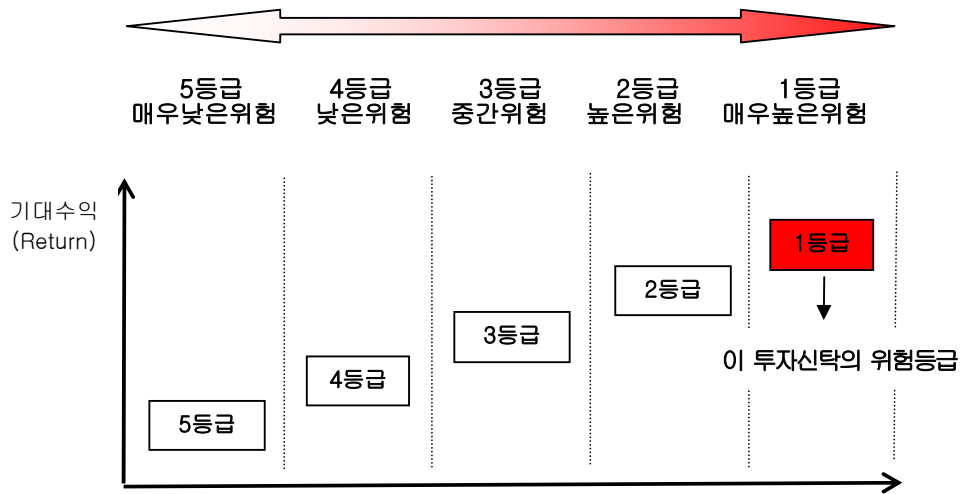 5등급 4등급 3등급 2등급 1등급
매우낮은위험 낮은위험 중간위험 높은위험 매우높은위험
기대수익
(Return)
1등급
2등급
3등급
이 투자신탁의 위험등급
4등급
5등급